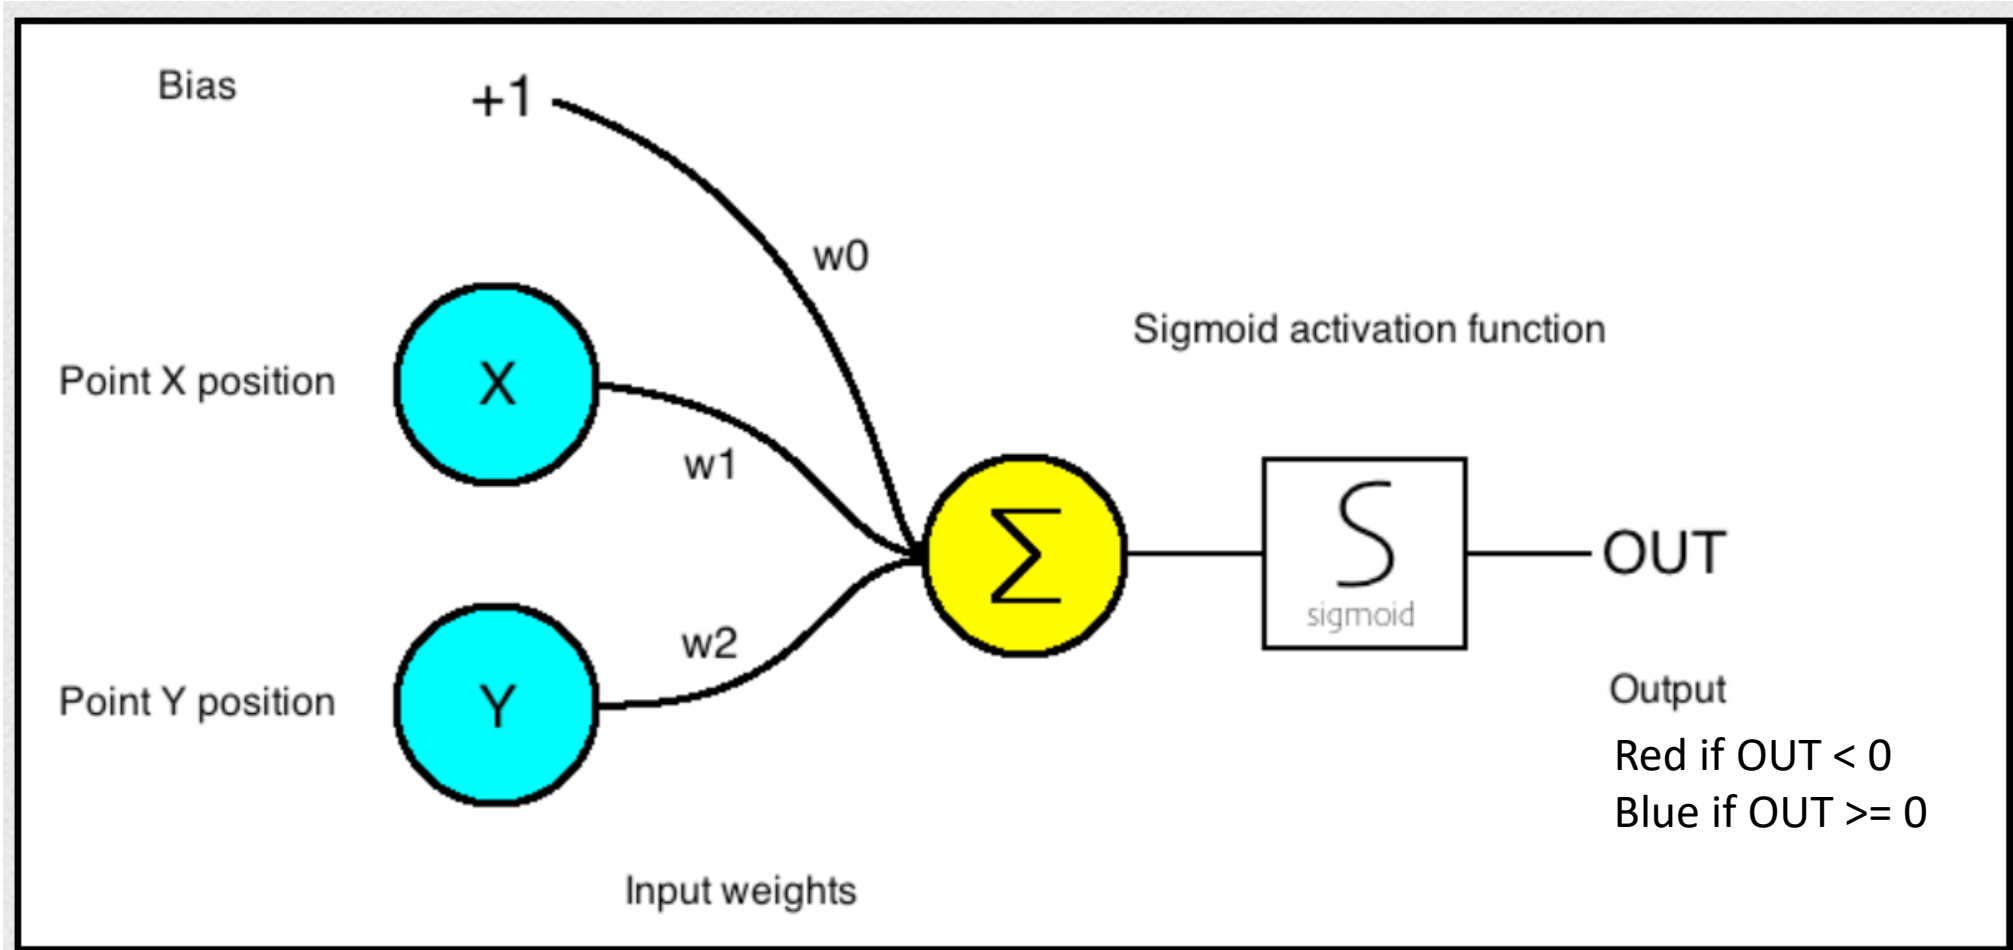 Bias
+1
w0
Sigmoid activation function
Point X position
X
w1
Σ
S
sigmoid
OUT
w2
Point Y position
Y
Output
Red if OUT < 0
Blue if OUT >= 0
Input weights